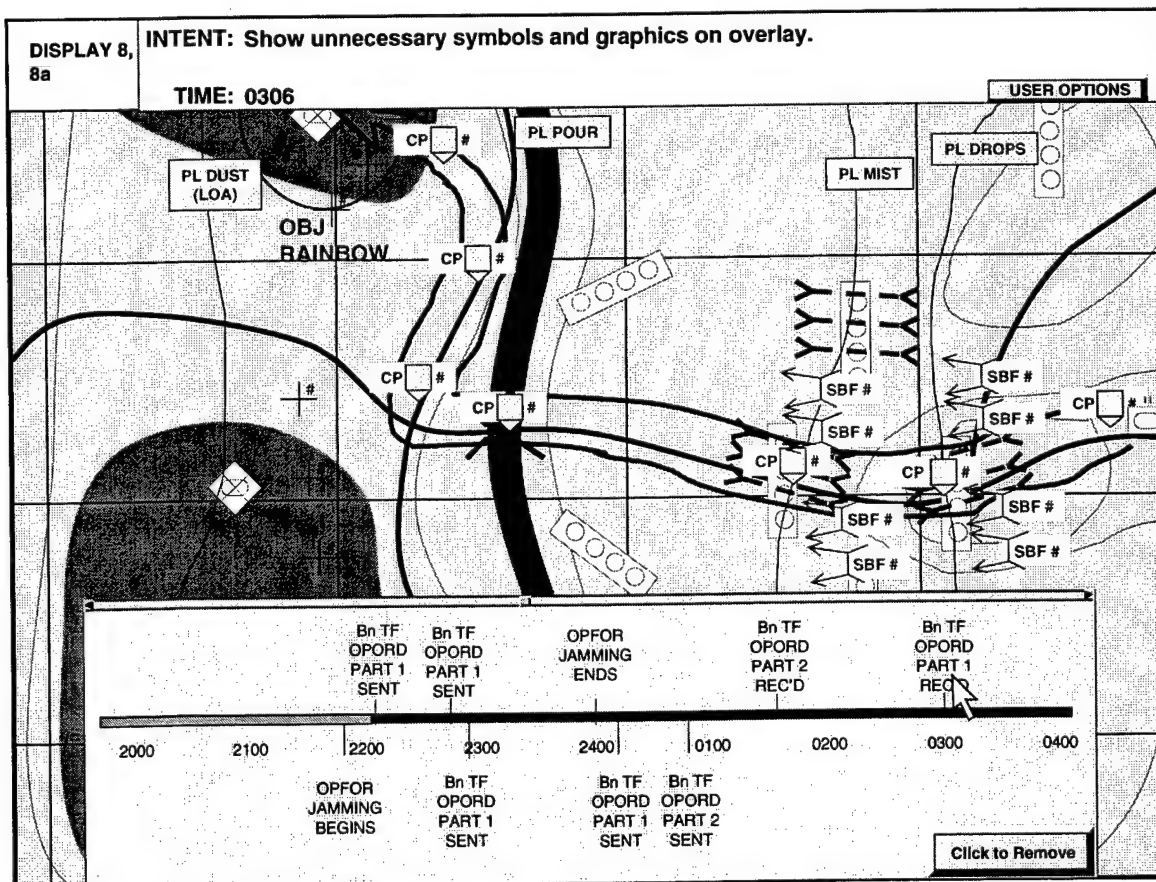 DISPLAY 8,
8a
INTENT: Show unnecessary symbols and graphics on overlay.
TIME: 0306
USER OPTIONS
CP #
PL POUR
PL DROPS
PL DUST
(LOA)
PL MIST
OBJ
RAINBOW
CP #
CP #
#
CP #
SBF #
SBF #
CP #
SBF #
SBF #
CP #
CP #
SBF #
SBF #
#
SBF #
SBF #
Bn TF
OPORD
PART 1
SENT
Bn TF
OPORD
PART 1
SENT
OPFOR
JAMMING
ENDS
Bn TF
OPORD
PART 2
REC'D
Bn TF
OPORD
PART 1
REC'D
2000 2100 2200 2300 2400 0100 0200 0300 0400
OPFOR
JAMMING
BEGINS
Bn TF
OPORD
PART 1
SENT
Bn TF
OPORD
PART 1
SENT
Bn TF
OPORD
PART 2
SENT
Click to Remove